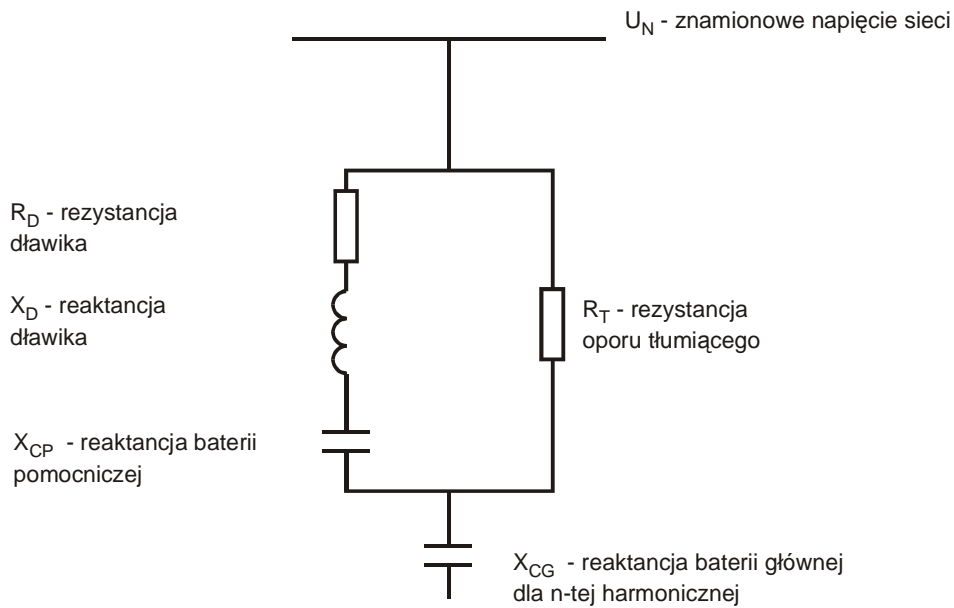 U_N - znamionowe napięcie sieci
R_D - rezystancja
dławika
X_D - reaktancja
dławika
R_T - rezystancja
oporu tłumiącego
X_CP - reaktancja baterii
pomocniczej
X_CG - reaktancja baterii głównej
dla n-tej harmonicznej